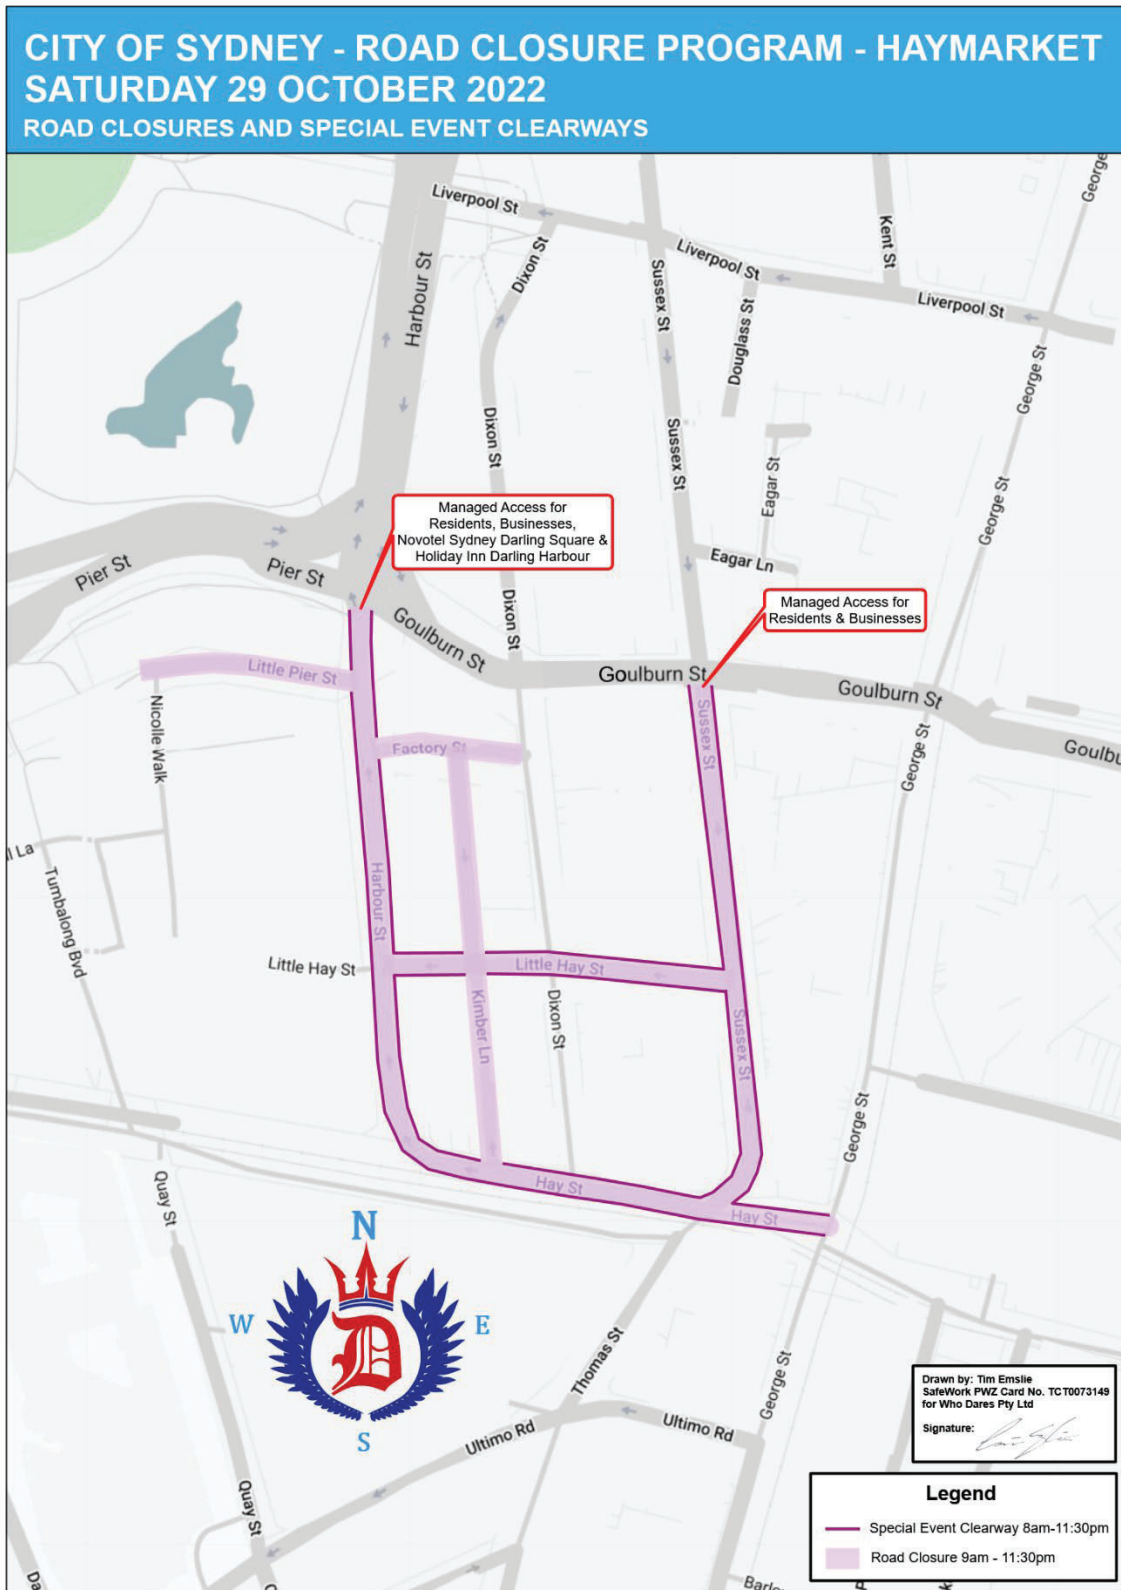 CITY OF SYDNEY - ROAD CLOSURE PROGRAM - HAYMARKET
SATURDAY 29 OCTOBER 2022
ROAD CLOSURES AND SPECIAL EVENT CLEARWAYS
George
Liverpool St
Kent St
Dixon St
Liverpool St
Harbour St
Sussex St
Liverpool St
Douglass St
George St
Dixon St
Sussex St
Eagar St
George St
Managed Access for
Residents, Businesses,
Novotel Sydney Darling Square &
Holiday Inn Darling Harbour
Pier St
Pier St
Eagar Ln
Dixon St
Managed Access for
Residents & Businesses
Goulburn St
Little Pier St
Goulburn St
Goulburn St
Nicolle Walk
Sussex St
Factory St
George St
Goulbu
l La
Tumbalong Bvd
Harbour St
Little Hay St
Little Hay St
Kimber Ln
Dixon St
Sussex St
George St
Quay St
Hay St
Hay St
N
W
E
D
S
Thomas St
George St
Ultimo Rd
Ultimo Rd
Quay St
Drawn by: Tim Emslie
SafeWork PWZ Card No. TCT0073149
for Who Dares Pty Ltd
Signature:
Legend
Special Event Clearway 8am-11:30pm
Road Closure 9am - 11:30pm
Da
Barlo